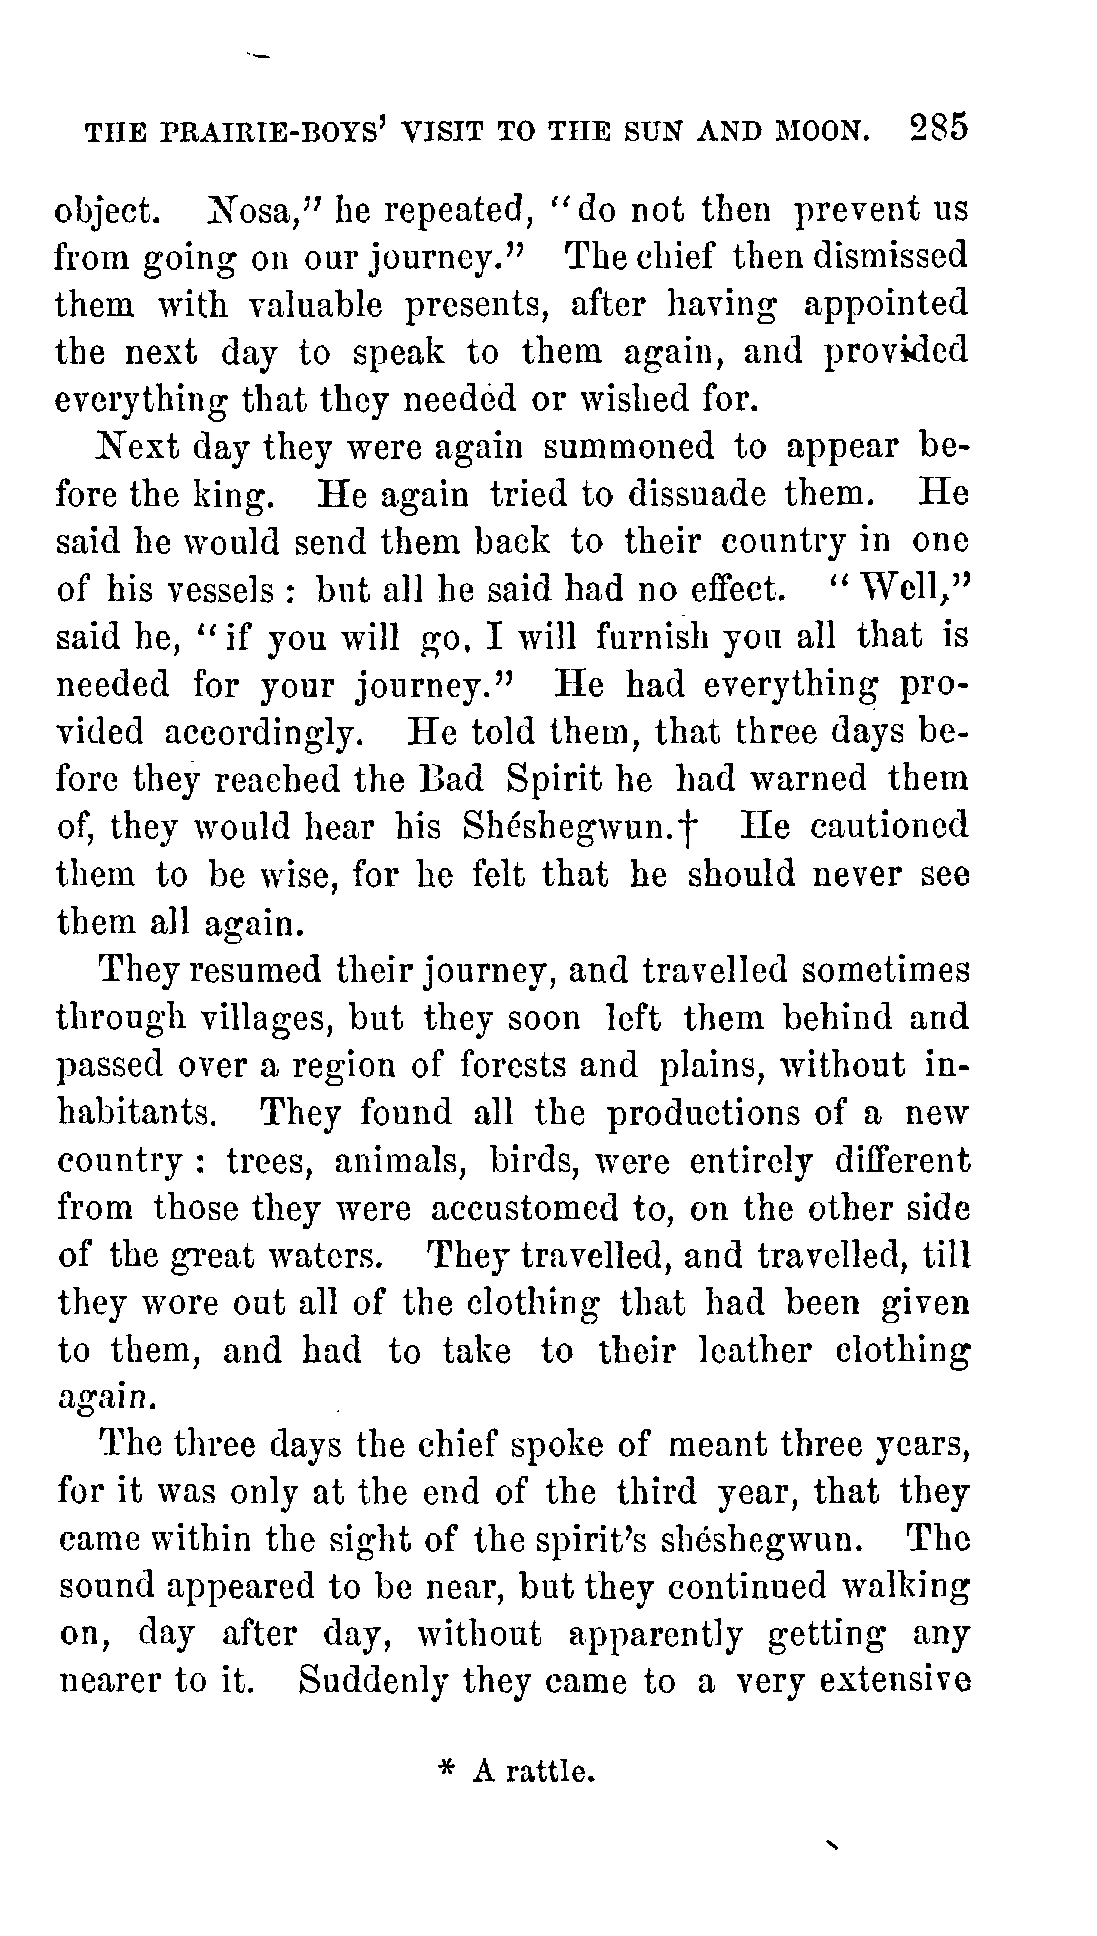 THE PRAIRIE-BOYS' VISIT TO THE SUN AND MOON. 285
object. Nosa," he repeated, "do not then prevent us
from going on our journey." The chief then dismissed
them with valuable presents, after having appointed
the next day to speak to them again, and provided
everything that they needed or wished for.
Next day they were again summoned to appear be-
fore the king. He again tried to dissuade them. He
said he would send them back to their country in one
of his vessels : but all he said had no effect. "Well,"
said he, "if you will go, I will furnish you all that is
needed for your journey." He had everything pro-
vided accordingly. He told them, that three days be-
fore they reached the Bad Spirit he had warned them
of, they would hear his Shéshegwun.† He cautioned
them to be wise, for he felt that he should never see
them all again.
They resumed their journey, and travelled sometimes
through villages, but they soon left them behind and
passed over a region of forests and plains, without in-
habitants. They found all the productions of a new
country : trees, animals, birds, were entirely different
from those they were accustomed to, on the other side
of the great waters. They travelled, and travelled, till
they wore out all of the clothing that had been given
to them, and had to take to their leather clothing
again.
The three days the chief spoke of meant three years,
for it was only at the end of the third year, that they
came within the sight of the spirit's shéshegwun. The
sound appeared to be near, but they continued walking
on, day after day, without apparently getting any
nearer to it. Suddenly they came to a very extensive
* A rattle.